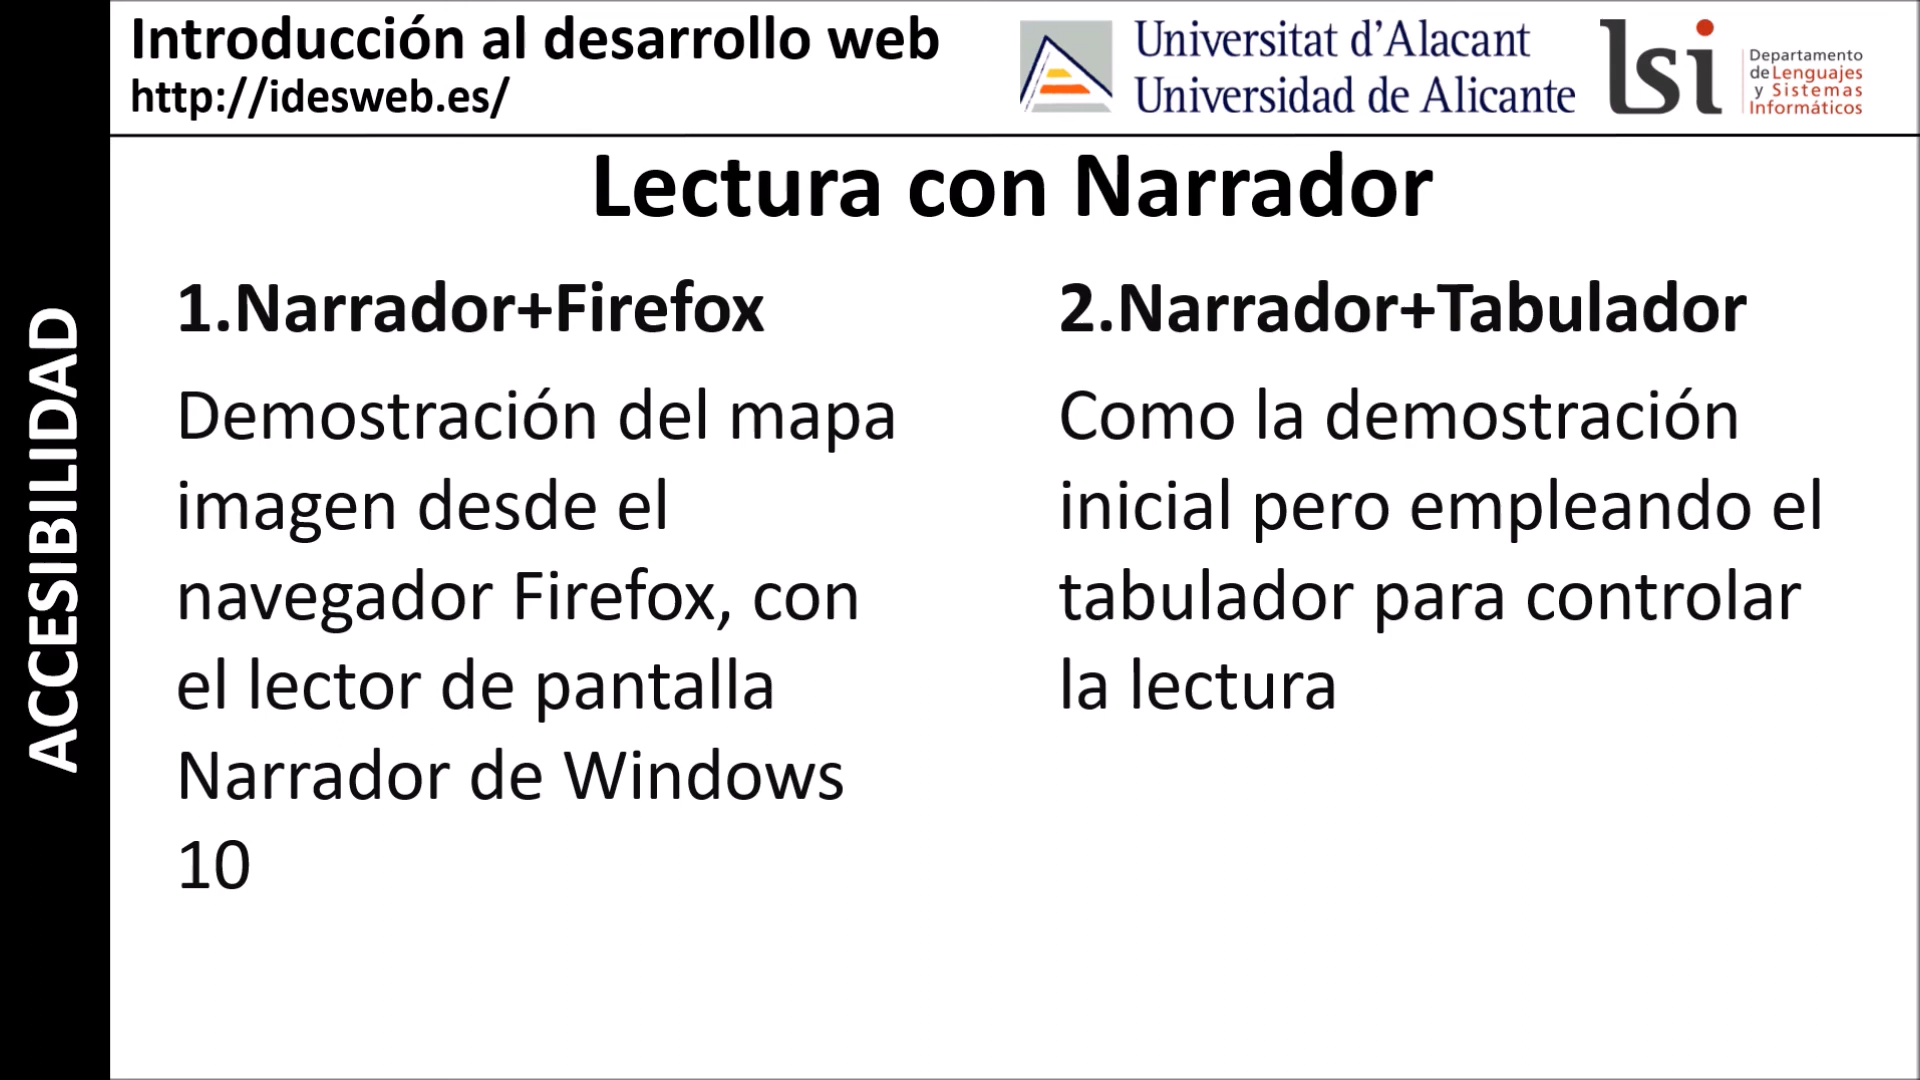 Introducción al desarrollo web
http://idesweb.es/
Universitat d'Alacant
Universidad de Alicante
lsi
Departamento
de Lenguajes
y Sistemas
Informáticos
ACCESIBILIDAD
Lectura con Narrador
1.Narrador+Firefox
Demostración del mapa
imagen desde el
navegador Firefox, con
el lector de pantalla
Narrador de Windows
10
2.Narrador+Tabulador
Como la demostración
inicial pero empleando el
tabulador para controlar
la lectura